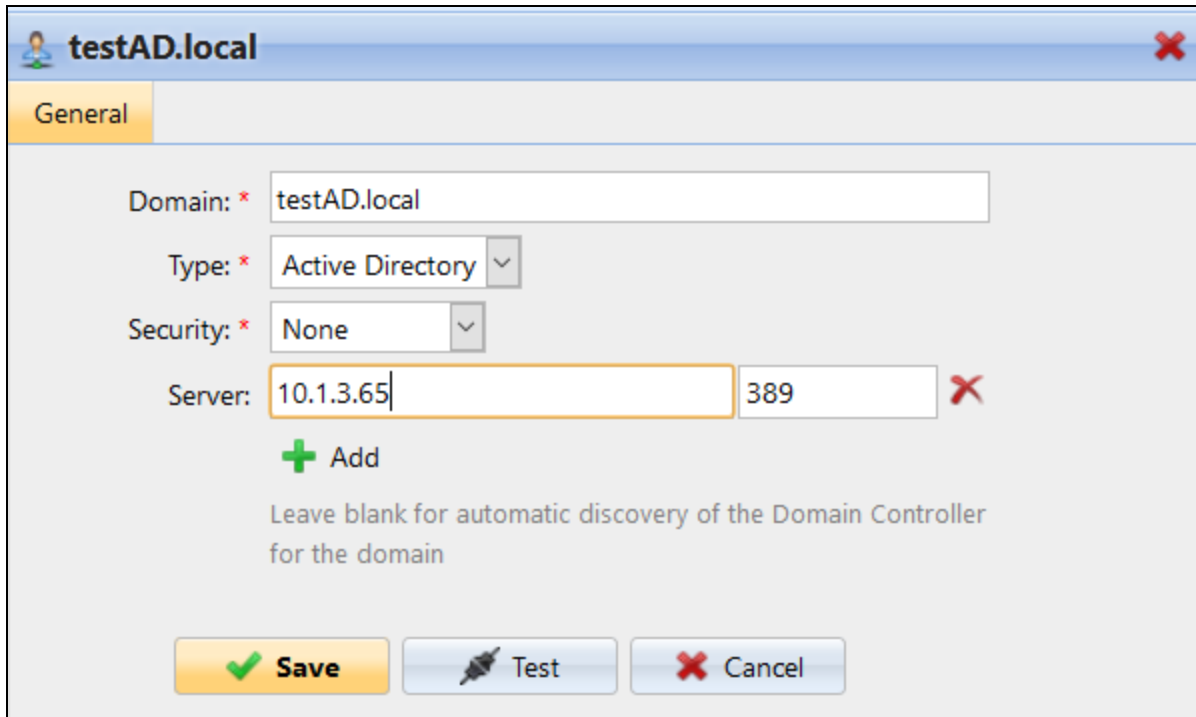 testAD.local
General
Domain: * testAD.local
Type: * Active Directory
Security: * None
Server: 10.1.3.65 389
Add
Leave blank for automatic discovery of the Domain Controller
for the domain
Save Test Cancel